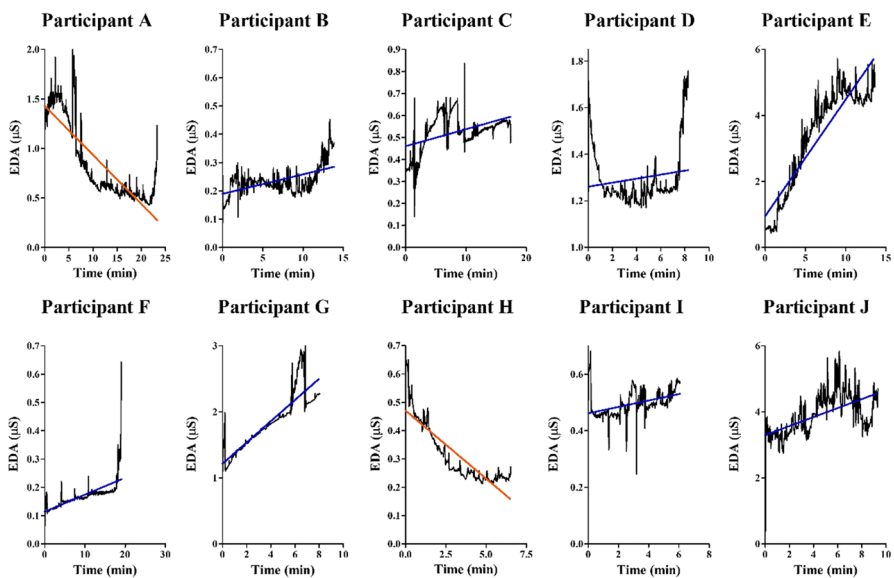 Participant A
Participant B
Participant C
Participant D
Participant E
EDA (µS)
2.0
1.5
1.0
0.5
0.0
0 5 10 15 20 25
Time (min)
EDA (µS)
0.7
0.6
0.5
0.4
0.3
0.2
0.1
0.0
0 5 10 15
Time (min)
EDA (µS)
0.9
0.8
0.7
0.6
0.5
0.4
0.3
0.2
0.1
0.0
0 5 10 15 20
Time (min)
EDA (µS)
1.8
1.6
1.4
1.2
1.0
0 2 4 6 8 10
Time (min)
EDA (µS)
6
4
2
0
0 5 10 15
Time (min)
Participant F
Participant G
Participant H
Participant I
Participant J
EDA (µS)
0.7
0.6
0.5
0.4
0.3
0.2
0.1
0.0
0 10 20 30
Time (min)
EDA (µS)
3
2
1
0
0 2 4 6 8 10
Time (min)
EDA (µS)
0.7
0.6
0.5
0.4
0.3
0.2
0.1
0.0
0.0 2.5 5.0 7.5
Time (min)
EDA (µS)
0.6
0.4
0.2
0.0
0 2 4 6 8
Time (min)
EDA (µS)
6
4
2
0
0 2 4 6 8 10
Time (min)